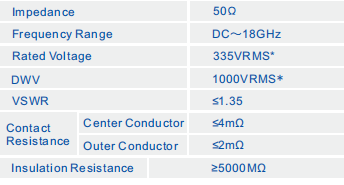 Impedance 50Ω
Frequency Range DC～18GHz
Rated Voltage 335VRMS*
DWV 1000VRMS*
VSWR ≤1.35
Contact Resistance Center Conductor ≤4mΩ
Outer Conductor ≤2mΩ
Insulation Resistance ≥5000MΩ